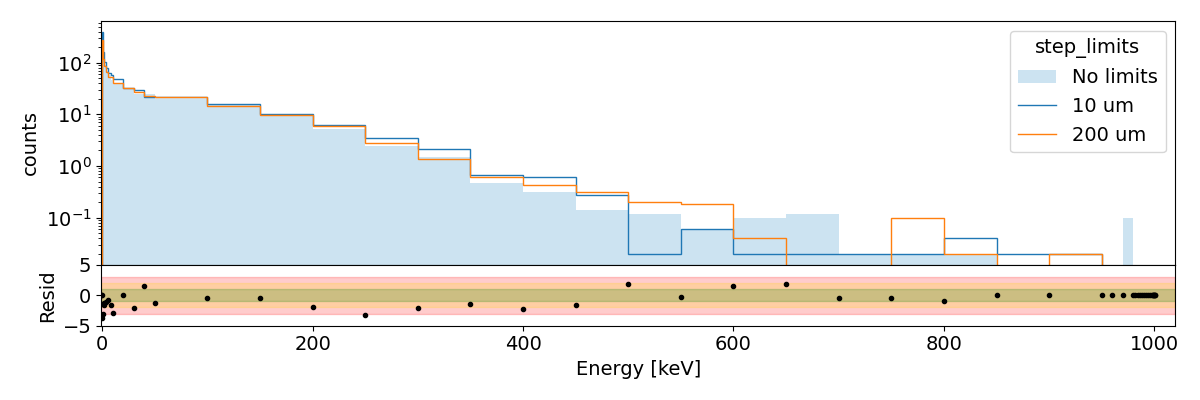 step_limits
No limits
10 um
200 um
counts
10²
10¹
10⁰
10⁻¹
Resid
5
0
−5
0 200 400 600 800 1000
Energy [keV]